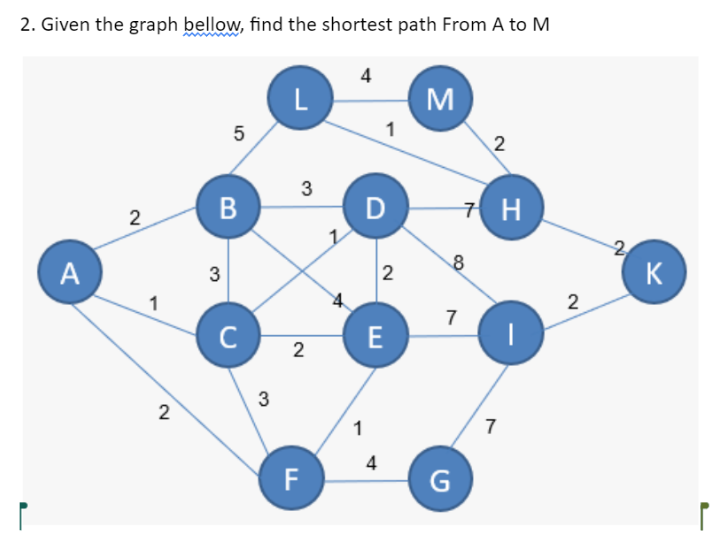 2. Given the graph bellow, find the shortest path From A to M
4
L M
5 1 2
3
2 B D 7 H
1 2
A 3 2 8 K
1 4 2
7
C 2 E I
3
2 1 7
4
F G